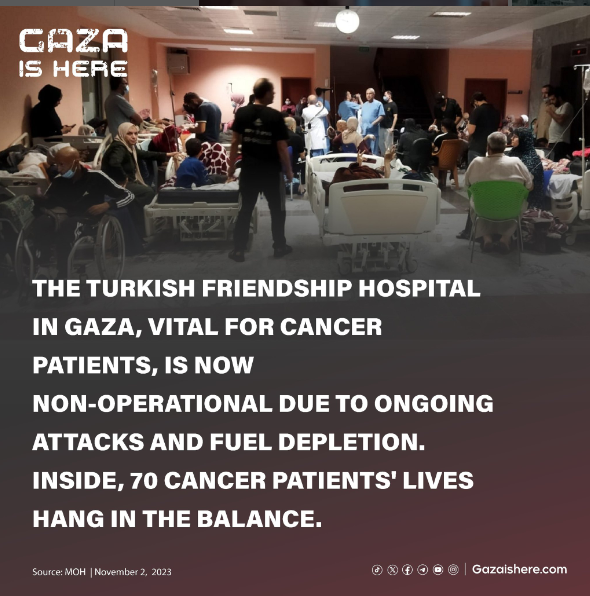 GAZA
IS HERE
THE TURKISH FRIENDSHIP HOSPITAL
IN GAZA, VITAL FOR CANCER
PATIENTS, IS NOW
NON-OPERATIONAL DUE TO ONGOING
ATTACKS AND FUEL DEPLETION.
INSIDE, 70 CANCER PATIENTS' LIVES
HANG IN THE BALANCE.
Source: MOH | November 2, 2023
Gazaishere.com